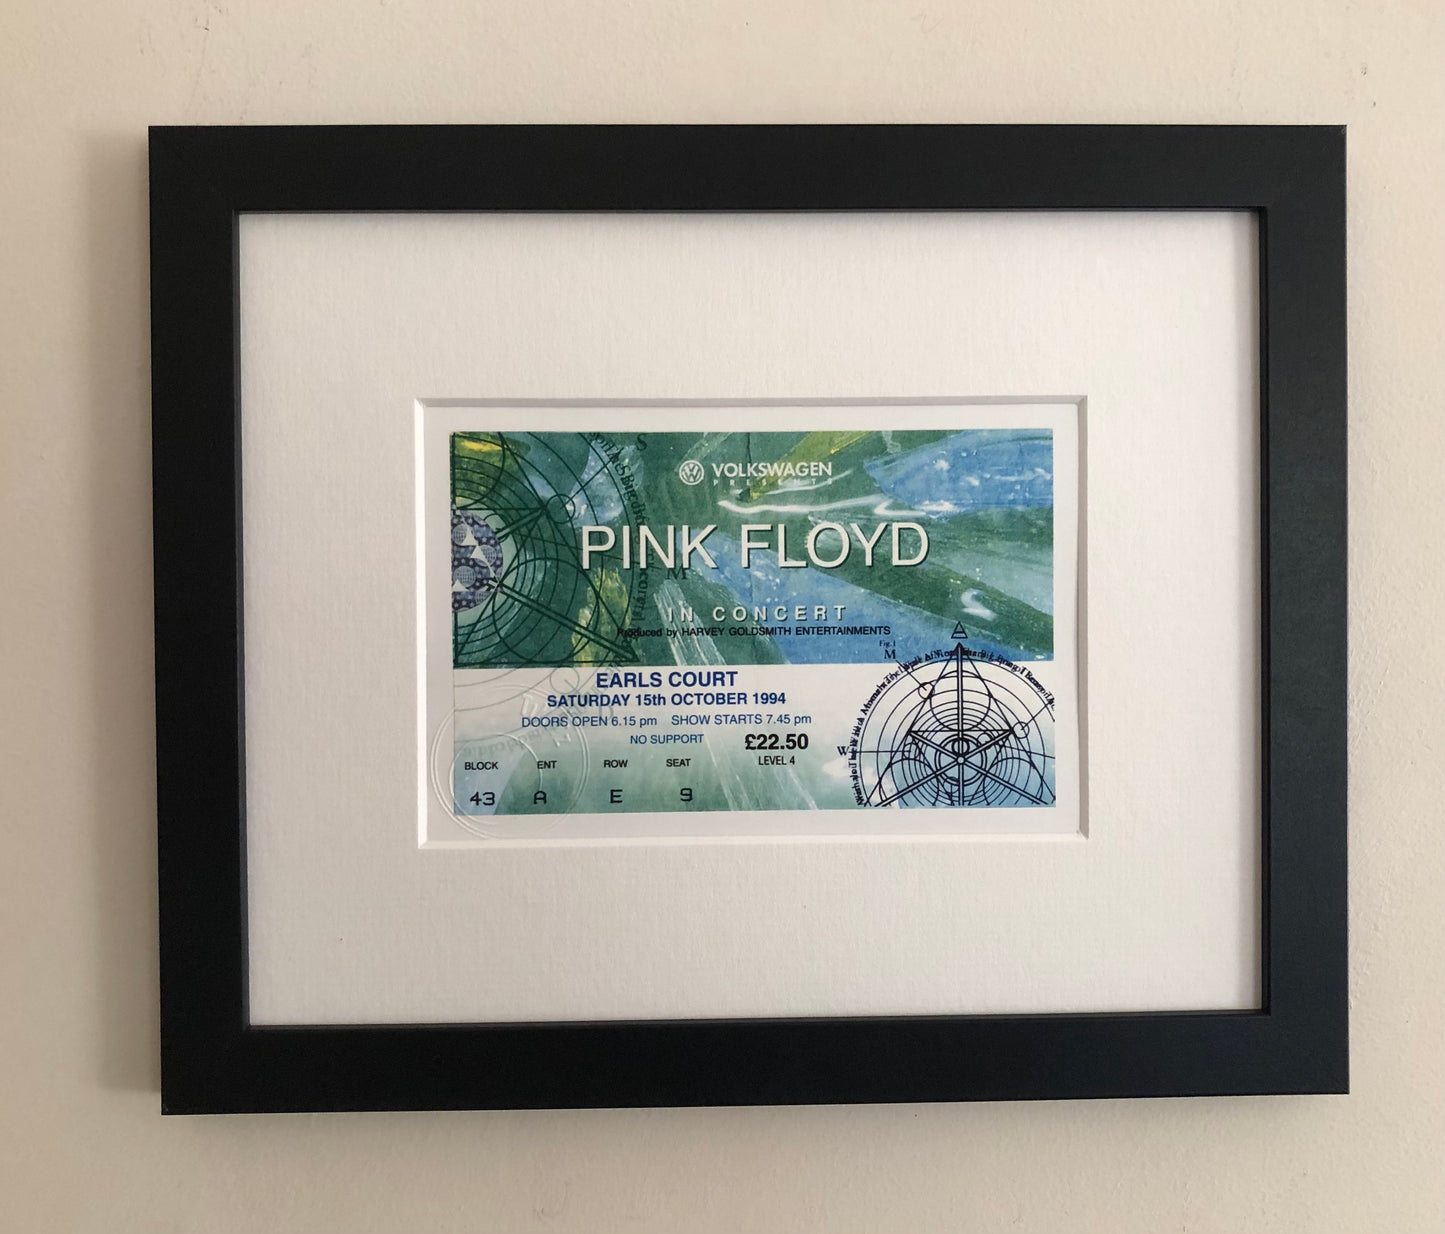 VOLKSWAGEN
PRESENTS
PINK FLOYD
IN CONCERT
Produced by HARVEY GOLDSMITH ENTERTAINMENTS
S
M
Fig. 1
M
A
W
EARLS COURT
SATURDAY 15th OCTOBER 1994
DOORS OPEN 6.15 pm SHOW STARTS 7.45 pm
NO SUPPORT £22.50
LEVEL 4
BLOCK ENT ROW SEAT
43 A E 9